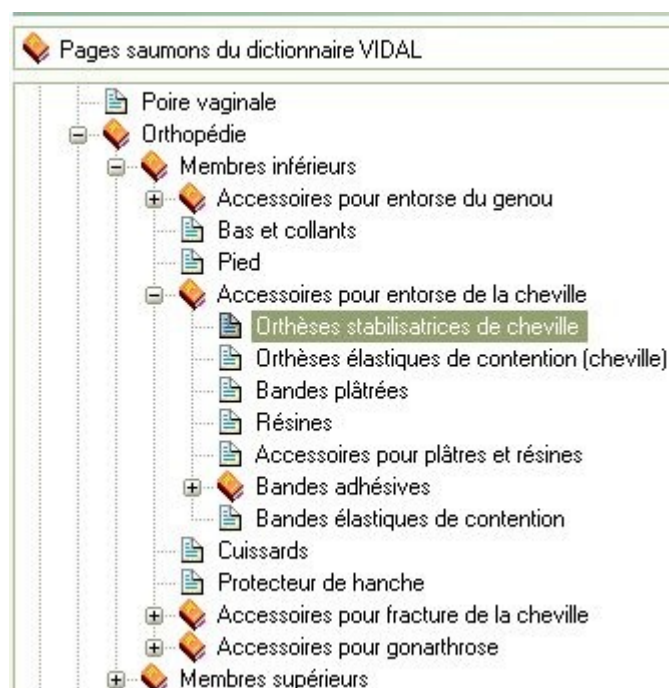 Pages saumons du dictionnaire VIDAL
Poire vaginale
Orthopédie
Membres inférieurs
Accessoires pour entorse du genou
Bas et collants
Pied
Accessoires pour entorse de la cheville
Orthèses stabilisatrices de cheville
Orthèses élastiques de contention (cheville)
Bandes plâtrées
Résines
Accessoires pour plâtres et résines
Bandes adhésives
Bandes élastiques de contention
Cuissards
Protecteur de hanche
Accessoires pour fracture de la cheville
Accessoires pour gonarthrose
Membres supérieurs